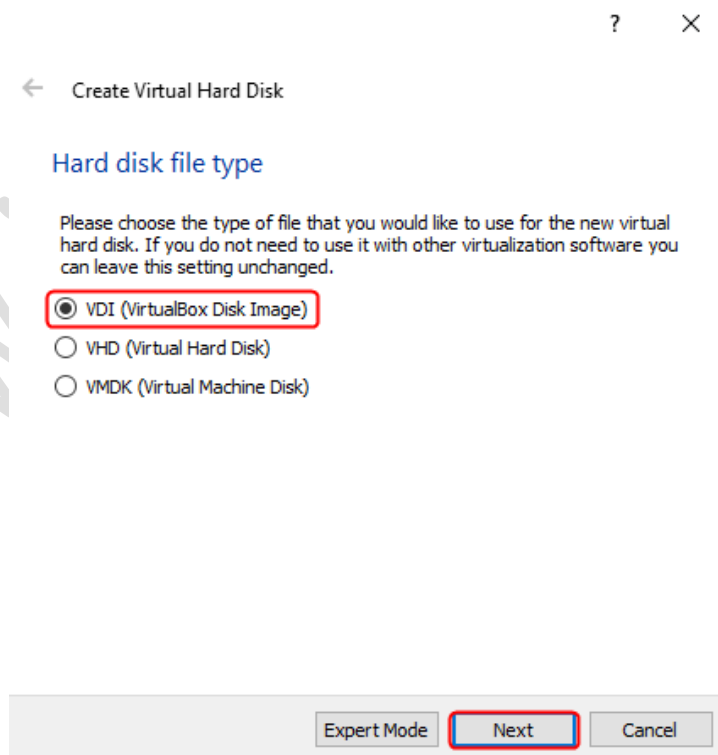 ?
Create Virtual Hard Disk
Hard disk file type
Please choose the type of file that you would like to use for the new virtual
hard disk. If you do not need to use it with other virtualization software you
can leave this setting unchanged.
VDI (VirtualBox Disk Image)
VHD (Virtual Hard Disk)
VMDK (Virtual Machine Disk)
Expert Mode Next Cancel